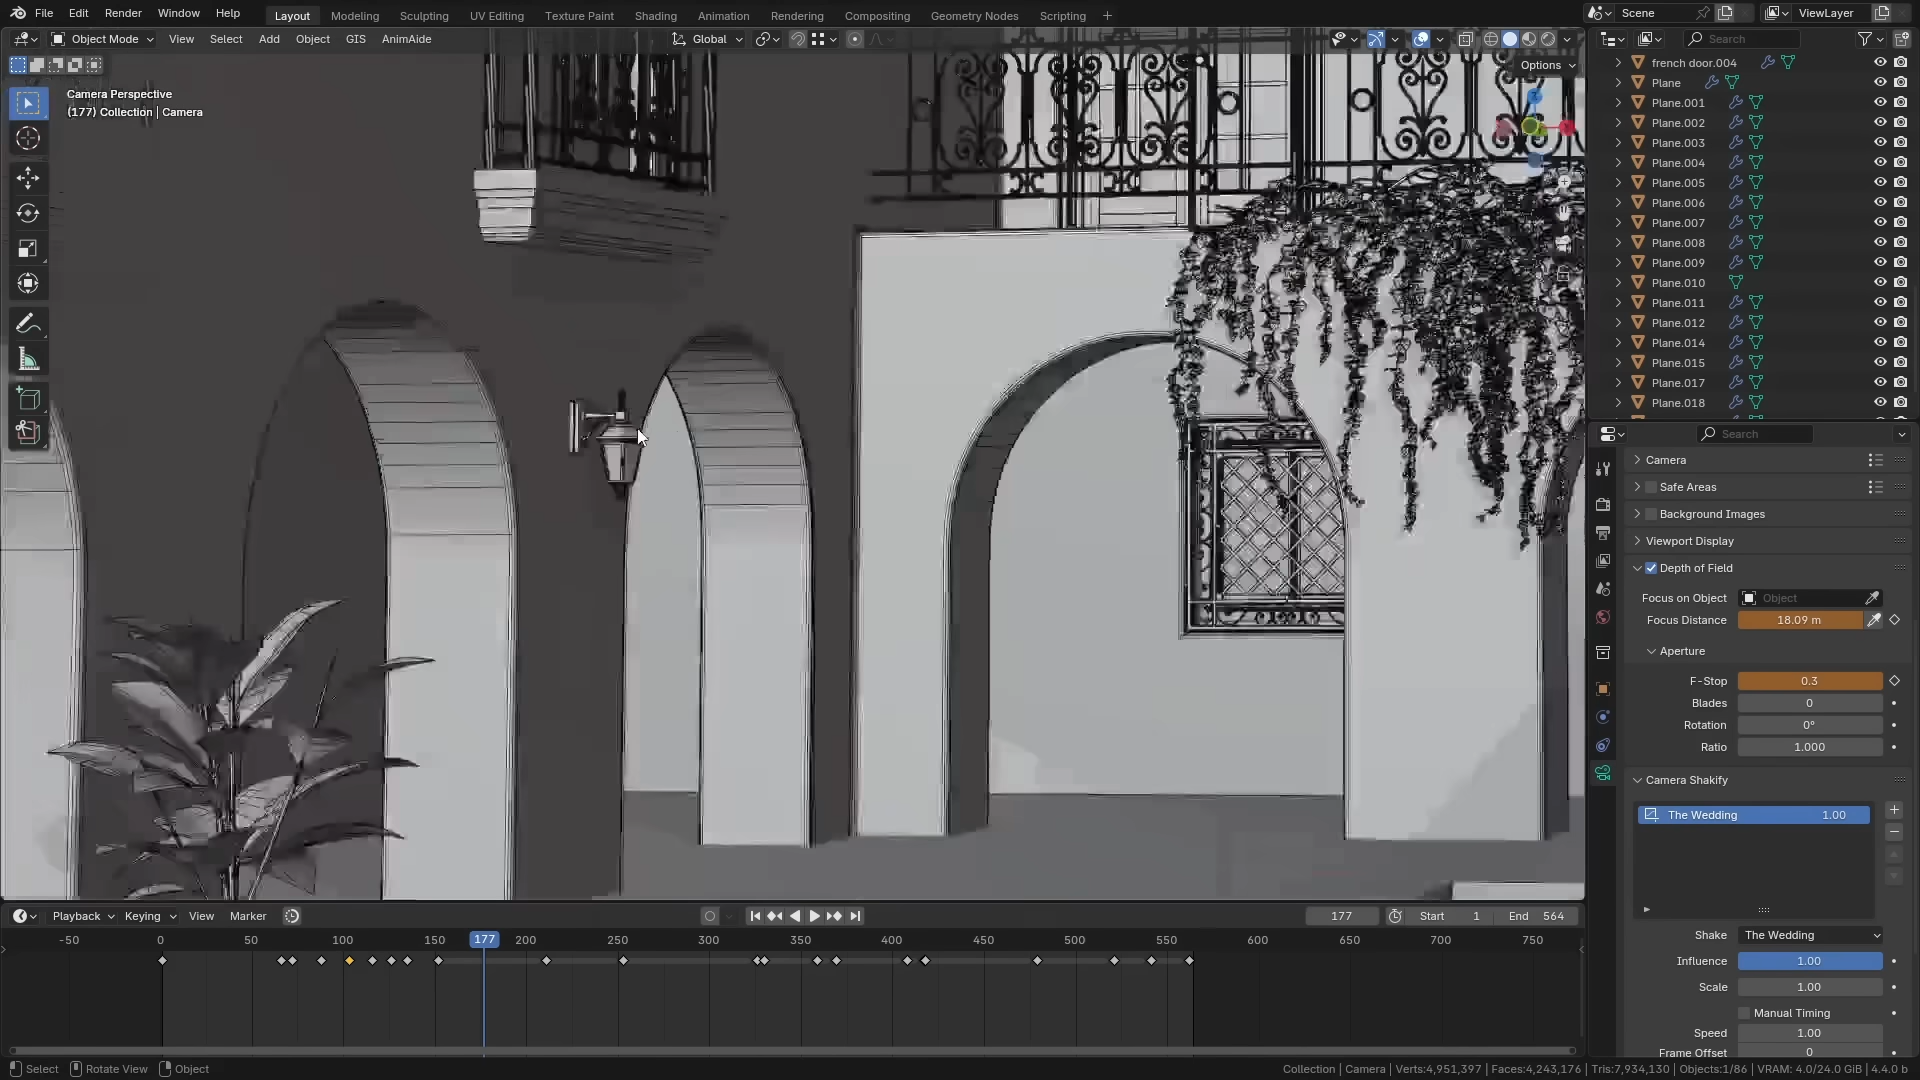 File Edit Render Window Help Layout Modeling Sculpting UV Editing Texture Paint Shading Animation Rendering Compositing Geometry Nodes Scripting + Scene ViewLayer
Object Mode View Select Add Object GIS AnimAide Global Search
Options
Camera Perspective
(177) Collection | Camera
french door.004
Plane
Plane.001
Plane.002
Plane.003
Plane.004
Plane.005
Plane.006
Plane.007
Plane.008
Plane.009
Plane.010
Plane.011
Plane.012
Plane.014
Plane.015
Plane.017
Plane.018
Search
Camera
Safe Areas
Background Images
Viewport Display
Depth of Field
Focus on Object Object
Focus Distance 18.09 m
Aperture
F-Stop 0.3
Blades 0
Rotation 0°
Ratio 1.000
Camera Shakify
The Wedding 1.00
Shake The Wedding
Influence 1.00
Scale 1.00
Manual Timing
Speed 1.00
Frame Offset 0
Playback Keying View Marker 177 Start 1 End 564
-50 0 50 100 150 177 200 250 300 350 400 450 500 550 600 650 700 750
Select Rotate View Object Collection | Camera | Verts:4,951,397 | Faces:4,243,176 | Tris:7,934,130 | Objects:1/86 | VRAM: 4.0/24.0 GiB | 4.4.0 b